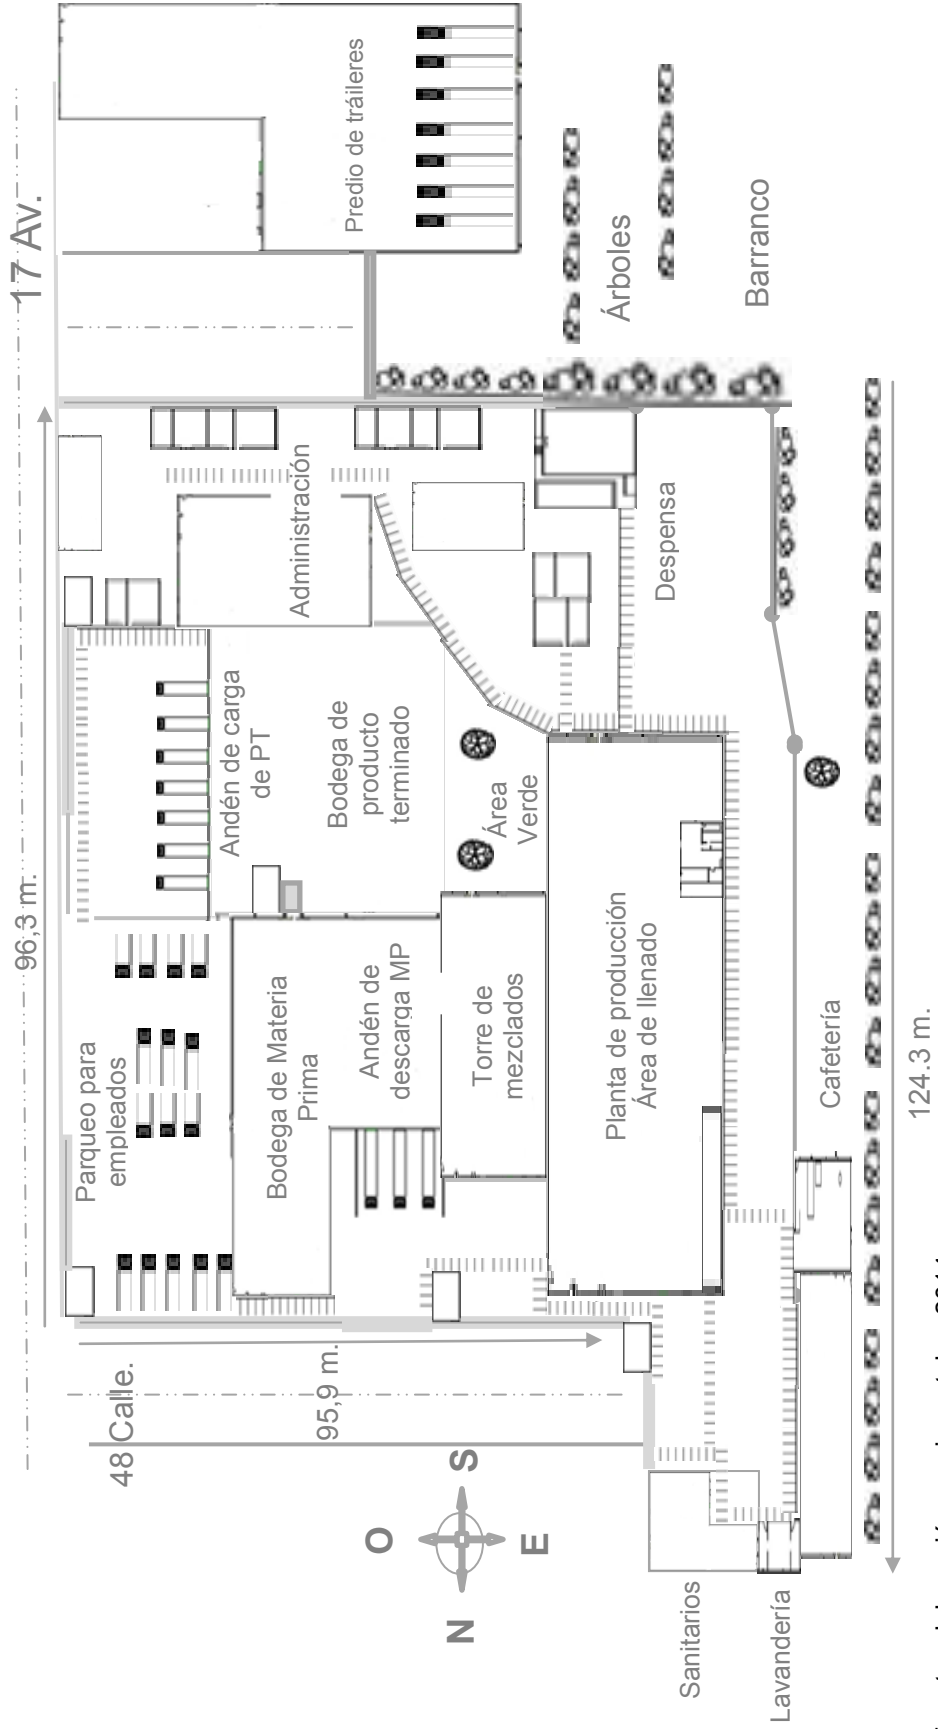 17 Av.
96,3 m.
Parqueo para
empleados
48 Calle.
Andén de carga
de PT
Bodega de Materia
Prima
Administración
95,9 m.
Bodega de
producto
terminado
Predio de tráileres
Andén de
descarga MP
O
N
S
E
Área
Verde
Torre de
mezclados
Planta de producción
Área de llenado
Árboles
Despensa
Sanitarios
Barranco
Lavandería
Cafetería
124.3 m.